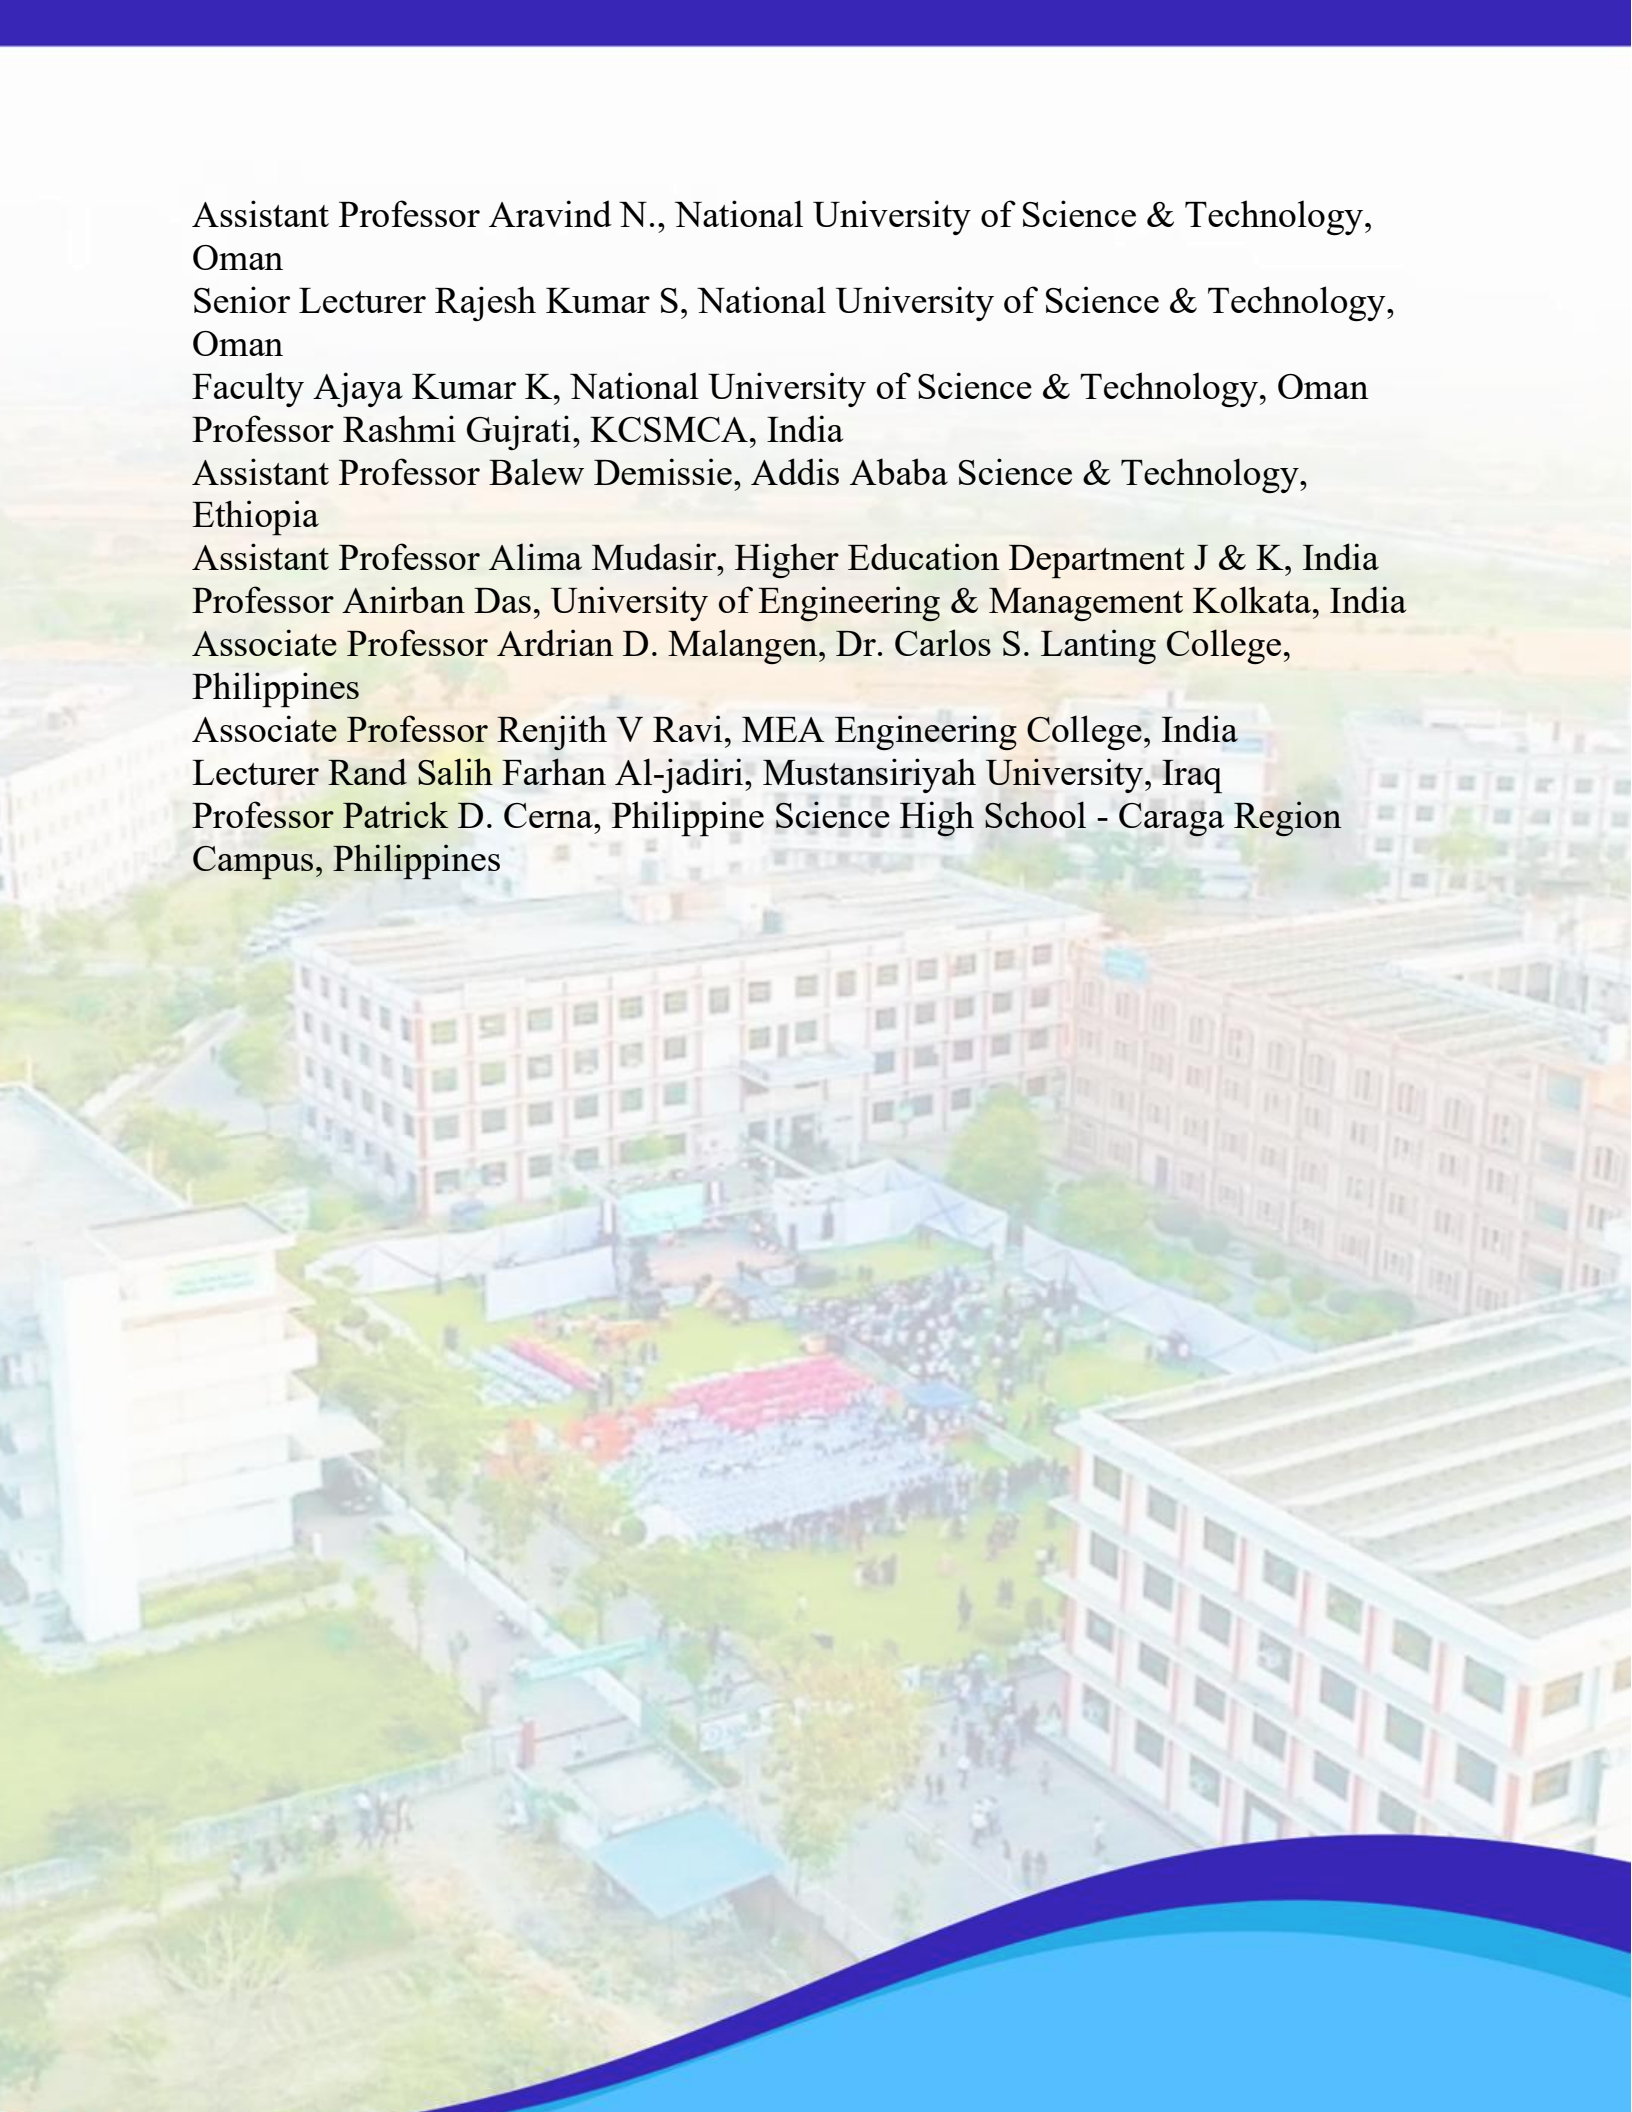 Assistant Professor Aravind N., National University of Science & Technology,
Oman
Senior Lecturer Rajesh Kumar S, National University of Science & Technology,
Oman
Faculty Ajaya Kumar K, National University of Science & Technology, Oman
Professor Rashmi Gujrati, KCSMCA, India
Assistant Professor Balew Demissie, Addis Ababa Science & Technology,
Ethiopia
Assistant Professor Alima Mudasir, Higher Education Department J & K, India
Professor Anirban Das, University of Engineering & Management Kolkata, India
Associate Professor Ardrian D. Malangen, Dr. Carlos S. Lanting College,
Philippines
Associate Professor Renjith V Ravi, MEA Engineering College, India
Lecturer Rand Salih Farhan Al-jadiri, Mustansiriyah University, Iraq
Professor Patrick D. Cerna, Philippine Science High School - Caraga Region
Campus, Philippines